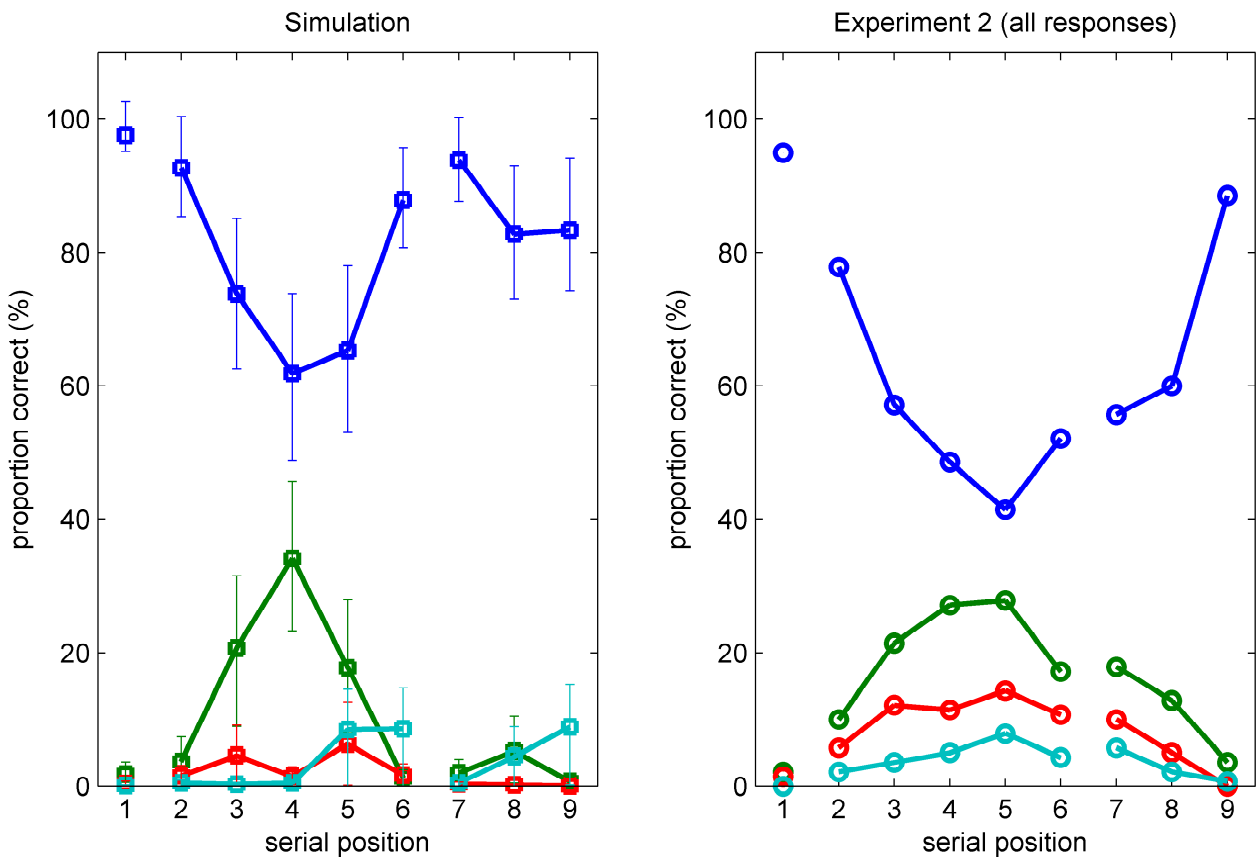 Simulation
proportion correct (%)
100
80
60
40
20
0
1 2 3 4 5 6 7 8 9
serial position
Experiment 2 (all responses)
proportion correct (%)
100
80
60
40
20
0
1 2 3 4 5 6 7 8 9
serial position